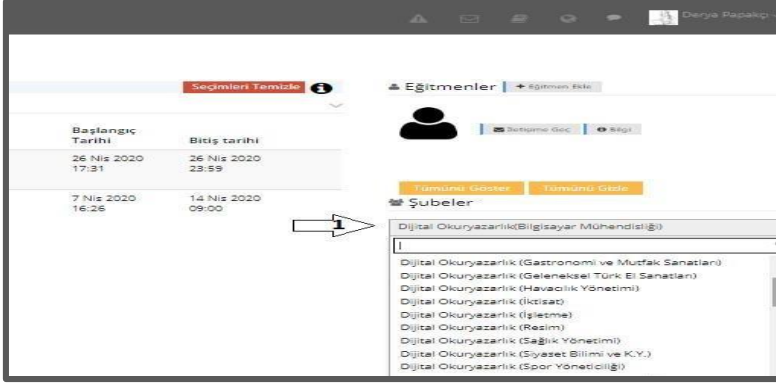 Derya Papakçı
Seçimleri Temizle
Başlangıç Tarihi
Bitiş tarihi
26 Nis 2020 17:31
26 Nis 2020 23:59
7 Nis 2020 16:26
14 Nis 2020 09:00
Eğitmenler
+ Eğitmen Ekle
İletişime Geç
Bilgi
Tümünü Göster
Tümünü Gizle
Şubeler
1
Dijital Okuryazarlık(Bilgisayar Mühendisliği)
Dijital Okuryazarlık (Gastronomi ve Mutfak Sanatları)
Dijital Okuryazarlık (Geleneksel Türk El Sanatları)
Dijital Okuryazarlık (Havacılık Yönetimi)
Dijital Okuryazarlık (İktisat)
Dijital Okuryazarlık (İşletme)
Dijital Okuryazarlık (Resim)
Dijital Okuryazarlık (Sağlık Yönetimi)
Dijital Okuryazarlık (Siyaset Bilimi ve K.Y.)
Dijital Okuryazarlık (Spor Yöneticiliği)